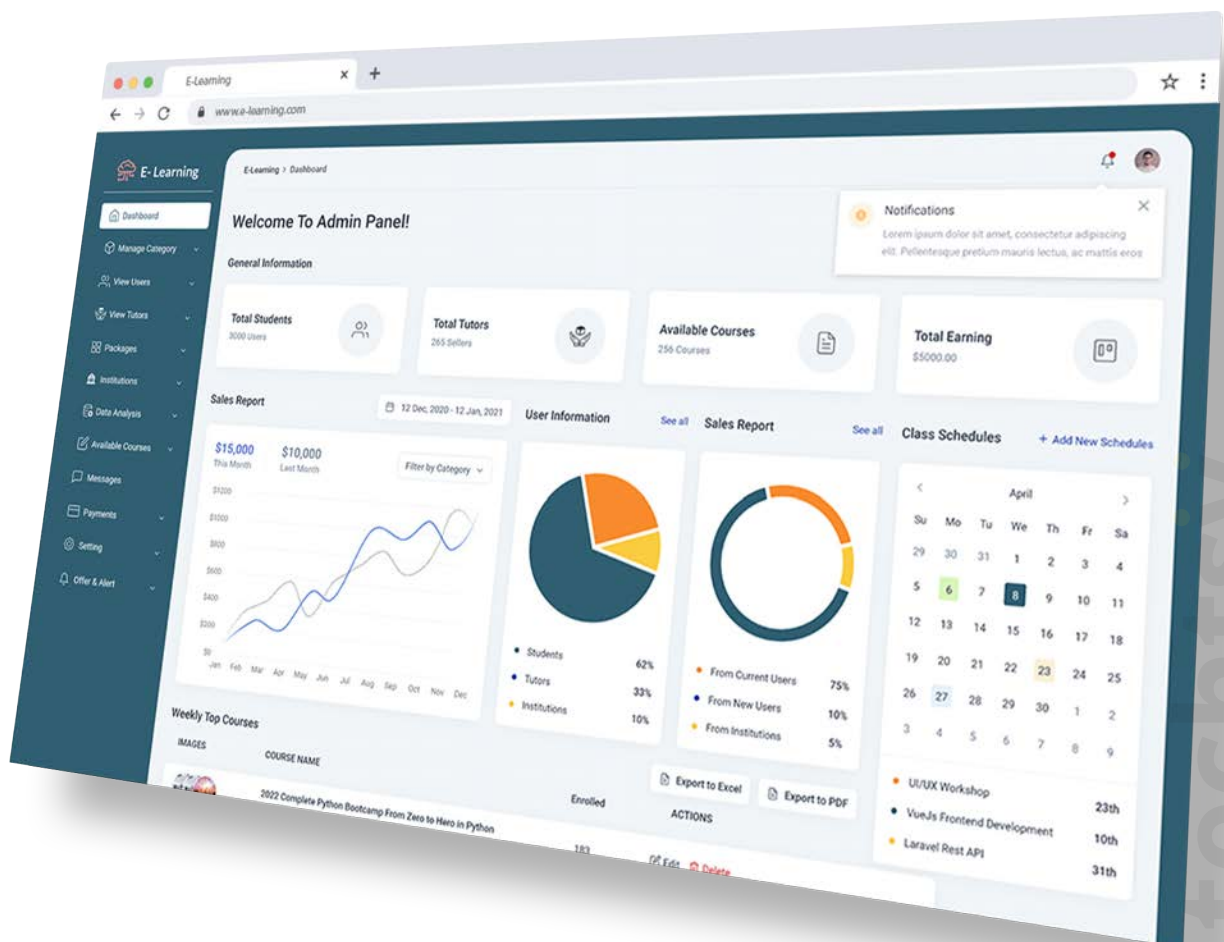 E-Learning
www.e-learning.com
E- Learning
Dashboard
Manage Category
View Users
View Tutors
Packages
Institutions
Data Analysis
Available Courses
Messages
Payments
Setting
Offer & Alert
E-Learning > Dashboard
Notifications
Lorem ipsum dolor sit amet, consectetur adipiscing
elit. Pellentesque pretium mauris lectus, ac mattis eros
Welcome To Admin Panel!
General Information
Total Students
3000 Users
Total Tutors
265 Sellers
Available Courses
256 Courses
Total Earning
$5000.00
Sales Report
12 Dec, 2020 - 12 Jan, 2021
$15,000
This Month
$10,000
Last Month
Filter by Category
$1200
$1000
$800
$600
$400
$200
$0
Jan Feb Mar Apr May Jun Jul Aug Sep Oct Nov Dec
User Information
See all
Students 62%
Tutors 33%
Institutions 10%
Sales Report
See all
From Current Users 75%
From New Users 10%
From Institutions 5%
Class Schedules
+ Add New Schedules
April
Su Mo Tu We Th Fr Sa
29 30 31 1 2 3 4
5 6 7 8 9 10 11
12 13 14 15 16 17 18
19 20 21 22 23 24 25
26 27 28 29 30 1 2
3 4 5 6 7 8 9
UI/UX Workshop 23th
VueJs Frontend Development 10th
Laravel Rest API 31th
Weekly Top Courses
Export to Excel
Export to PDF
IMAGES COURSE NAME Enrolled ACTIONS
2022 Complete Python Bootcamp From Zero to Hero in Python 183 Edit Delete